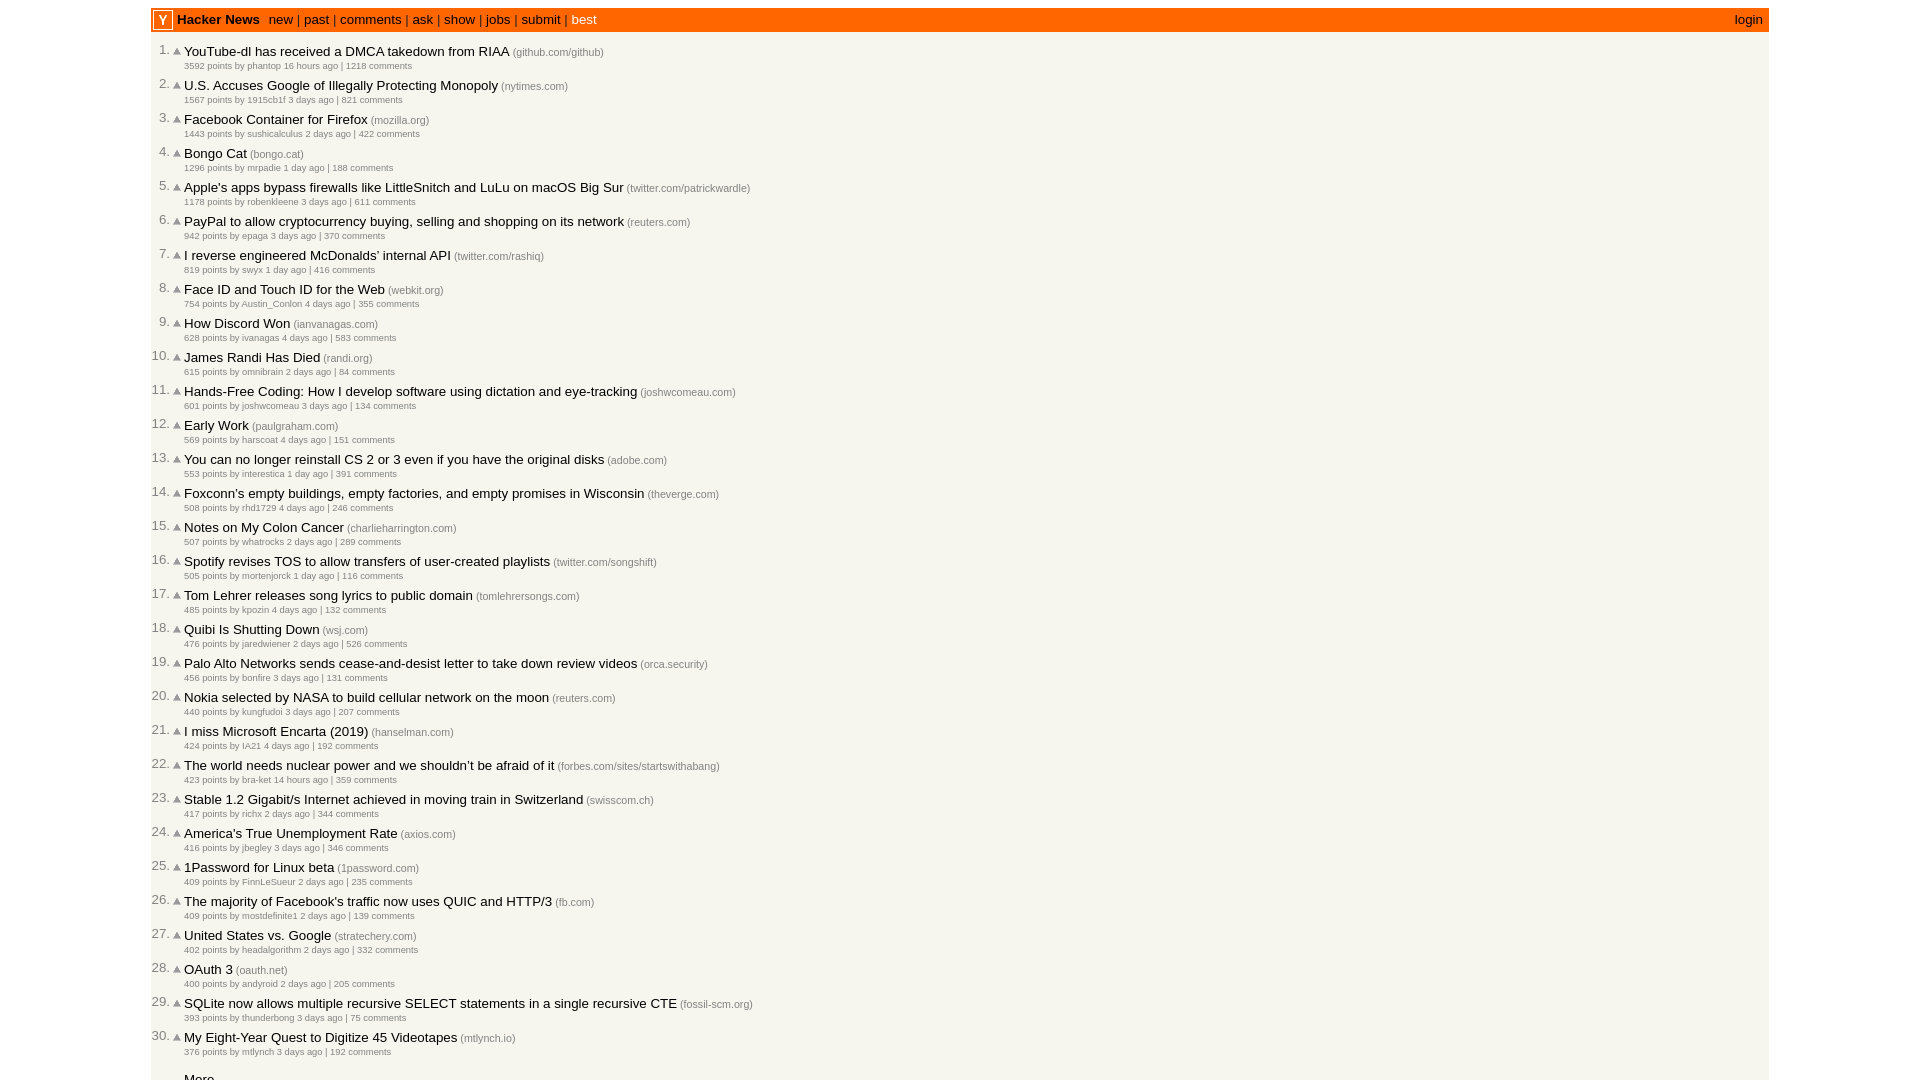 Y Hacker News new | past | comments | ask | show | jobs | submit | best login
1. YouTube-dl has received a DMCA takedown from RIAA (github.com/github)
3592 points by phantop 16 hours ago | 1218 comments
2. U.S. Accuses Google of Illegally Protecting Monopoly (nytimes.com)
1567 points by 1915cb1f 3 days ago | 821 comments
3. Facebook Container for Firefox (mozilla.org)
1443 points by sushicalculus 2 days ago | 422 comments
4. Bongo Cat (bongo.cat)
1296 points by mrpadie 1 day ago | 188 comments
5. Apple's apps bypass firewalls like LittleSnitch and LuLu on macOS Big Sur (twitter.com/patrickwardle)
1178 points by robenkleene 3 days ago | 611 comments
6. PayPal to allow cryptocurrency buying, selling and shopping on its network (reuters.com)
942 points by epaga 3 days ago | 370 comments
7. I reverse engineered McDonalds' internal API (twitter.com/rashiq)
819 points by swyx 1 day ago | 416 comments
8. Face ID and Touch ID for the Web (webkit.org)
754 points by Austin_Conlon 4 days ago | 355 comments
9. How Discord Won (ianvanagas.com)
628 points by ivanagas 4 days ago | 583 comments
10. James Randi Has Died (randi.org)
615 points by omnibrain 2 days ago | 84 comments
11. Hands-Free Coding: How I develop software using dictation and eye-tracking (joshwcomeau.com)
601 points by joshwcomeau 3 days ago | 134 comments
12. Early Work (paulgraham.com)
569 points by harscoat 4 days ago | 151 comments
13. You can no longer reinstall CS 2 or 3 even if you have the original disks (adobe.com)
553 points by interestica 1 day ago | 391 comments
14. Foxconn's empty buildings, empty factories, and empty promises in Wisconsin (theverge.com)
508 points by rhd1729 4 days ago | 246 comments
15. Notes on My Colon Cancer (charlieharrington.com)
507 points by whatrocks 2 days ago | 289 comments
16. Spotify revises TOS to allow transfers of user-created playlists (twitter.com/songshift)
505 points by mortenjorck 1 day ago | 116 comments
17. Tom Lehrer releases song lyrics to public domain (tomlehrersongs.com)
485 points by kpozin 4 days ago | 132 comments
18. Quibi Is Shutting Down (wsj.com)
476 points by jaredwiener 2 days ago | 526 comments
19. Palo Alto Networks sends cease-and-desist letter to take down review videos (orca.security)
456 points by bonfire 3 days ago | 131 comments
20. Nokia selected by NASA to build cellular network on the moon (reuters.com)
440 points by kungfudoi 3 days ago | 207 comments
21. I miss Microsoft Encarta (2019) (hanselman.com)
424 points by IA21 4 days ago | 192 comments
22. The world needs nuclear power and we shouldn’t be afraid of it (forbes.com/sites/startswithabang)
423 points by bra-ket 14 hours ago | 359 comments
23. Stable 1.2 Gigabit/s Internet achieved in moving train in Switzerland (swisscom.ch)
417 points by richx 2 days ago | 344 comments
24. America's True Unemployment Rate (axios.com)
416 points by jbegley 3 days ago | 346 comments
25. 1Password for Linux beta (1password.com)
409 points by FinnLeSueur 2 days ago | 235 comments
26. The majority of Facebook's traffic now uses QUIC and HTTP/3 (fb.com)
409 points by mostdefinite1 2 days ago | 139 comments
27. United States vs. Google (stratechery.com)
402 points by headalgorithm 2 days ago | 332 comments
28. OAuth 3 (oauth.net)
400 points by andyroid 2 days ago | 205 comments
29. SQLite now allows multiple recursive SELECT statements in a single recursive CTE (fossil-scm.org)
393 points by thunderbong 3 days ago | 75 comments
30. My Eight-Year Quest to Digitize 45 Videotapes (mtlynch.io)
376 points by mtlynch 3 days ago | 192 comments
More